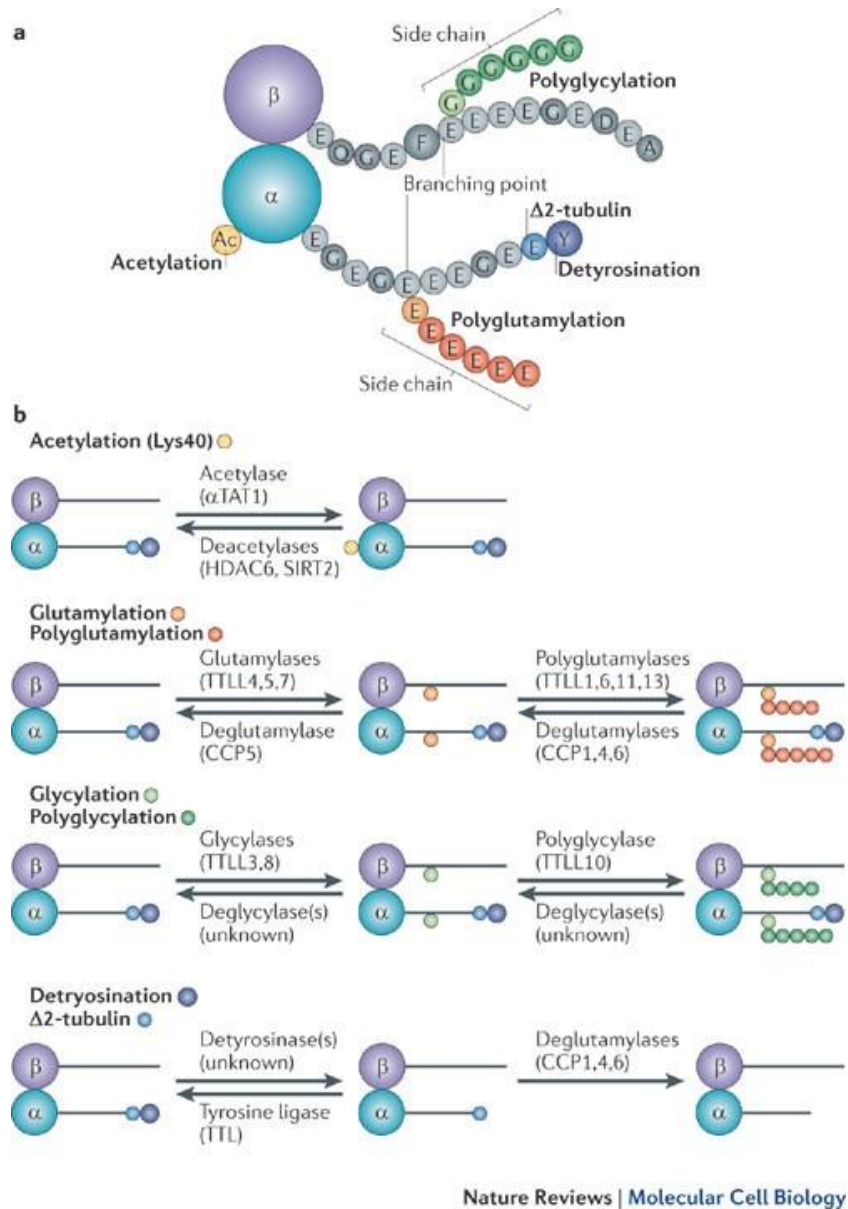 a
Side chain
G G G G G G
Polyglycylation
β
E Q G E F E E E E G E D E A
Branching point
α
Δ2-tubulin
Ac
E G E G E E E G E E Y
Acetylation
Detyrosination
E E E E E E
Polyglutamylation
Side chain
b
Acetylation (Lys40)
Acetylase
(αTAT1)
β
α
Deacetylases
(HDAC6, SIRT2)
β
α
Glutamylation
Polyglutamylation
Glutamylases
(TTLL4,5,7)
Polyglutamylases
(TTLL1,6,11,13)
β
β
β
α
α
α
Deglutamylase
(CCP5)
Deglutamylases
(CCP1,4,6)
Glycylation
Polyglycylation
Glycylases
(TTLL3,8)
Polyglycylase
(TTLL10)
β
β
β
α
α
α
Deglycylase(s)
(unknown)
Deglycylase(s)
(unknown)
Detryosination
Δ2-tubulin
Detyrosinase(s)
(unknown)
Deglutamylases
(CCP1,4,6)
β
β
β
α
α
α
Tyrosine ligase
(TTL)
Nature Reviews | Molecular Cell Biology